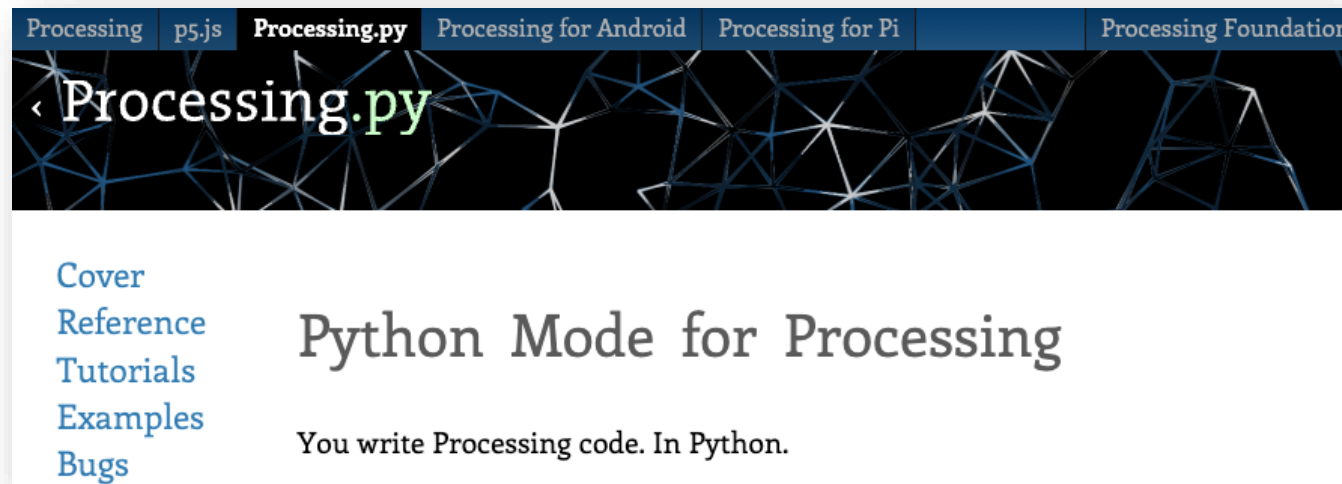 Processing p5.js Processing.py Processing for Android Processing for Pi Processing Foundation
‹ Processing.py
Cover
Reference
Tutorials
Examples
Bugs
Python Mode for Processing
You write Processing code. In Python.